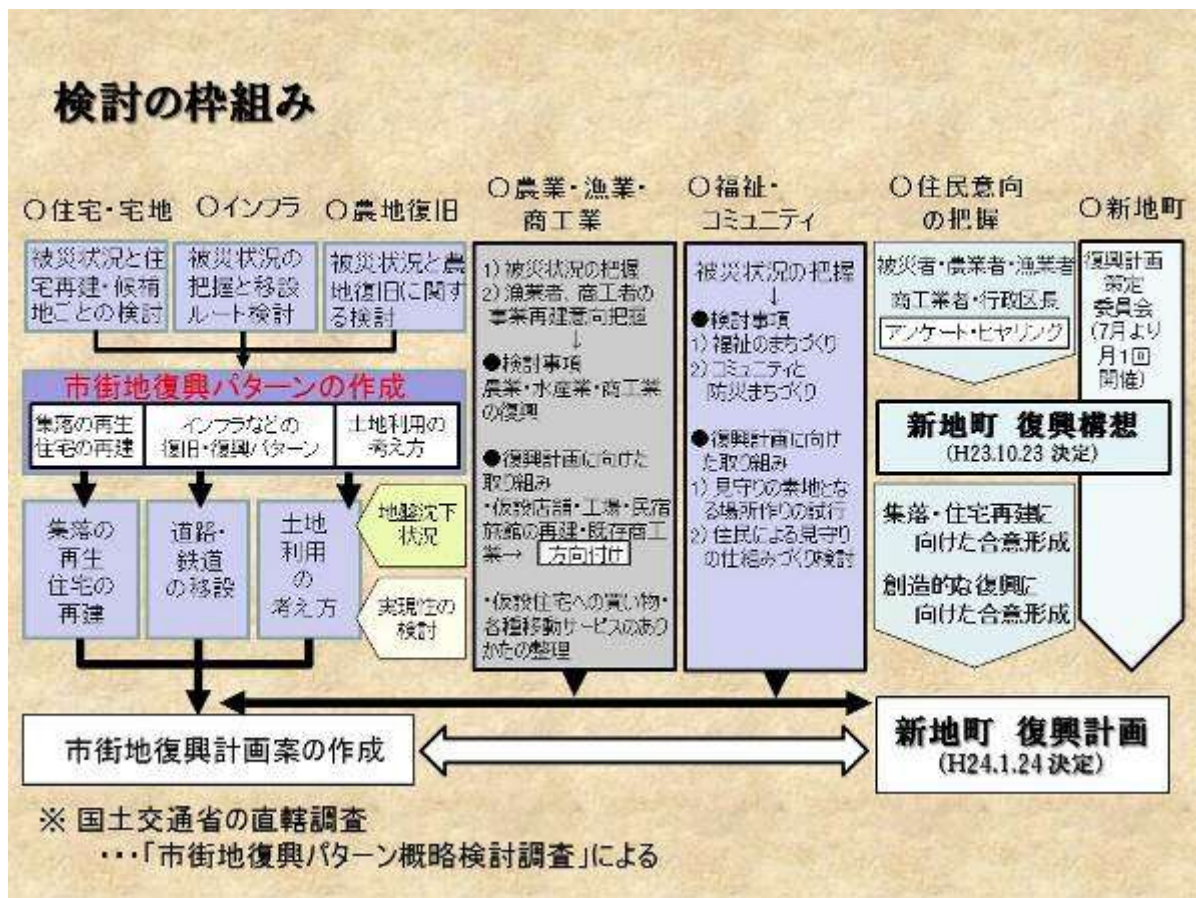 検討の枠組み
○住宅・宅地
被災状況と住
宅再建・候補
地ごとの検討
○インフラ
被災状況の
把握と移設
ルート検討
○農地復旧
被災状況と農
地復旧に関す
る検討
市街地復興パターンの作成
集落の再生
住宅の再建
インフラなどの
復旧・復興パターン
土地利用の
考え方
集落の
再生
住宅の
再建
道路・
鉄道
の移設
土地
利用
の
考え方
地盤沈下
状況
実現性の
検討
市街地復興計画案の作成
○農業・漁業・
商工業
1) 被災状況の把握
2) 漁業者、商工者の
事業再建意向把握
↓
●検討事項
農業・水産業・商工業
の復興
●復興計画に向けた
取り組み
・仮設店舗・工場・民宿
旅館の再建・既存商工
業→ 方向付け
・仮設住宅への買い物・
各種移動サービスのあり
かたの整理
○福祉・
コミュニティ
被災状況の把握
↓
●検討事項
1) 福祉のまちづくり
2) コミュニティと
防災まちづくり
●復興計画に向け
た取り組み
1) 見守りの素地とな
る場所作りの試行
2) 住民による見守り
の仕組みづくり検討
○住民意向
の把握
被災者・農業者・漁業者
商工業者・行政区長
アンケート・ヒヤリング
○新地町
復興計画
策定
委員会
(7月より
月1回
開催)
新地町 復興構想
(H23.10.23 決定)
集落・住宅再建に
向けた合意形成
創造的な復興に
向けた合意形成
新地町 復興計画
(H24.1.24 決定)
※ 国土交通省の直轄調査
・・・「市街地復興パターン概略検討調査」による